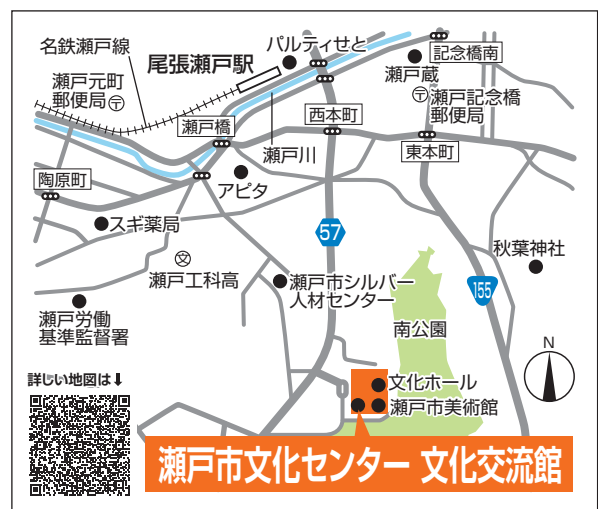 名鉄瀬戸線
パルティせと
記念橋南
尾張瀬戸駅
瀬戸蔵
瀬戸元町
郵便局
瀬戸記念橋
郵便局
瀬戸橋
西本町
瀬戸川
東本町
陶原町
アピタ
スギ薬局
57
瀬戸工科高
文
瀬戸市シルバー
人材センター
秋葉神社
155
瀬戸労働
基準監督署
南公園
N
詳しい地図は⬇
文化ホール
瀬戸市美術館
瀬戸市文化センター 文化交流館